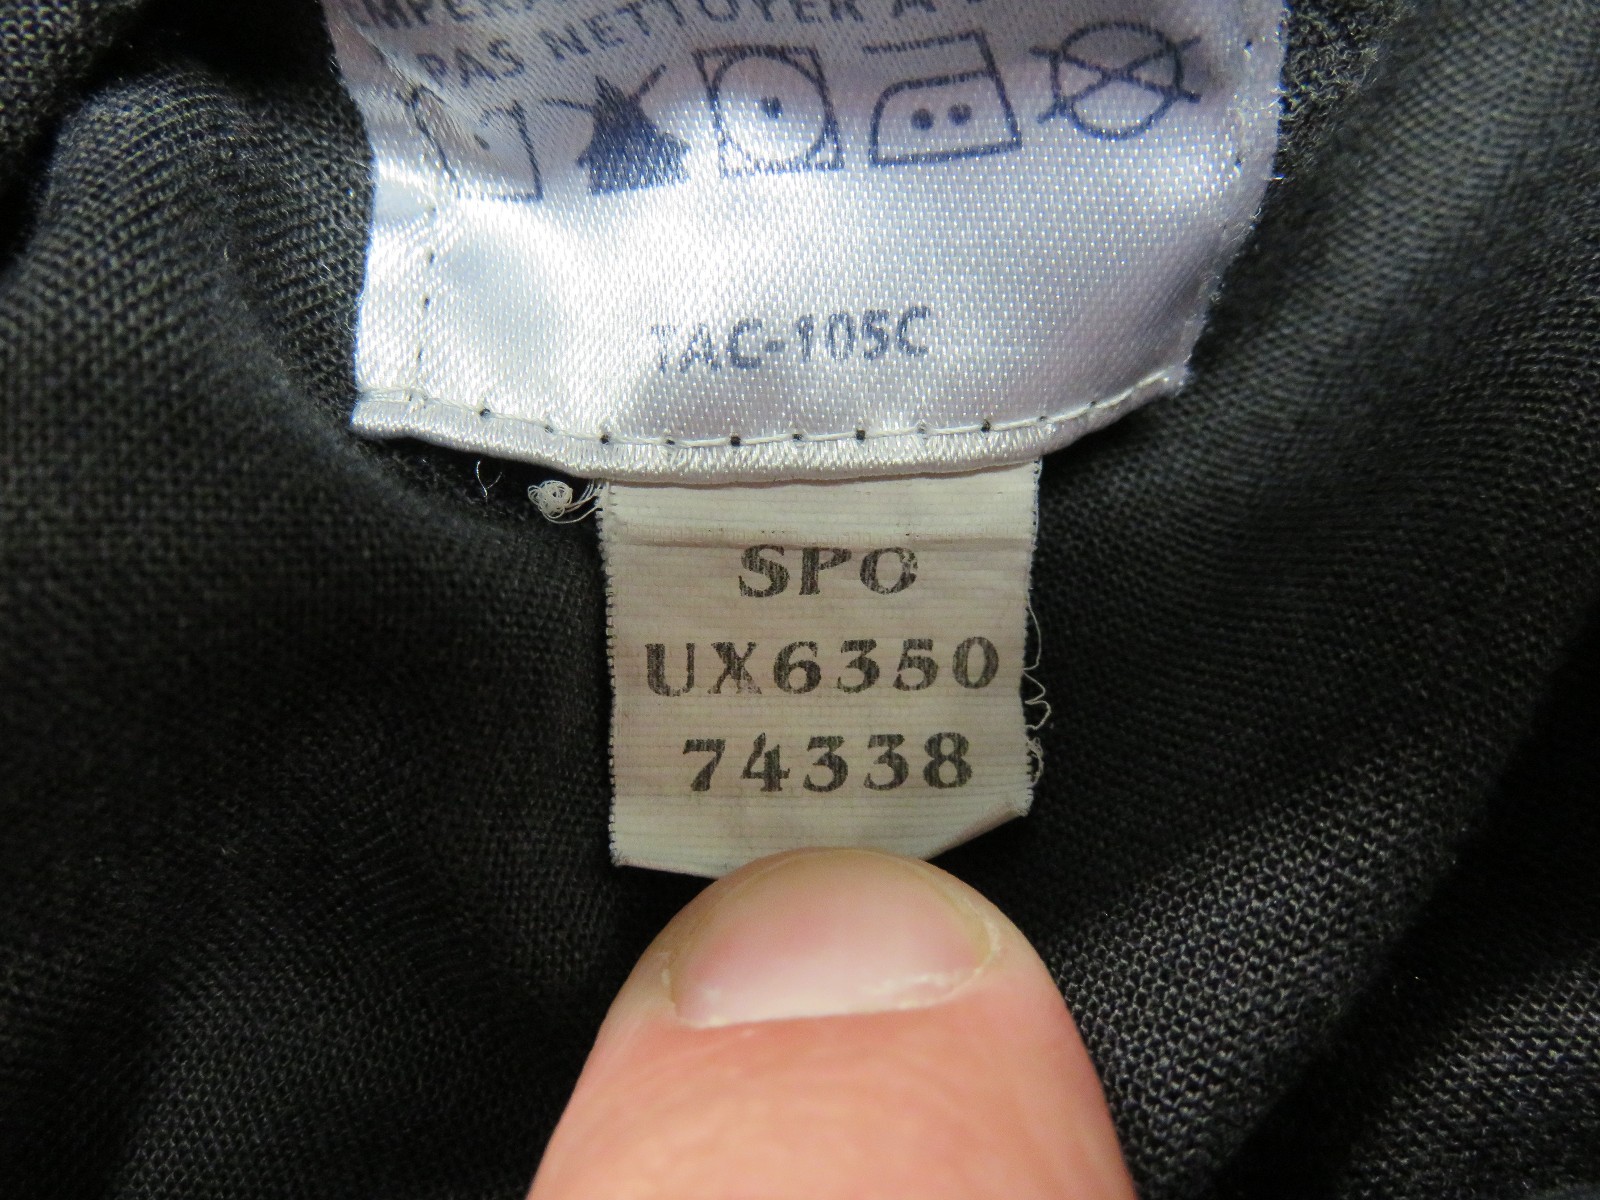 PAS NETTOYER À
TAC-105C
SPO
UX6350
74338